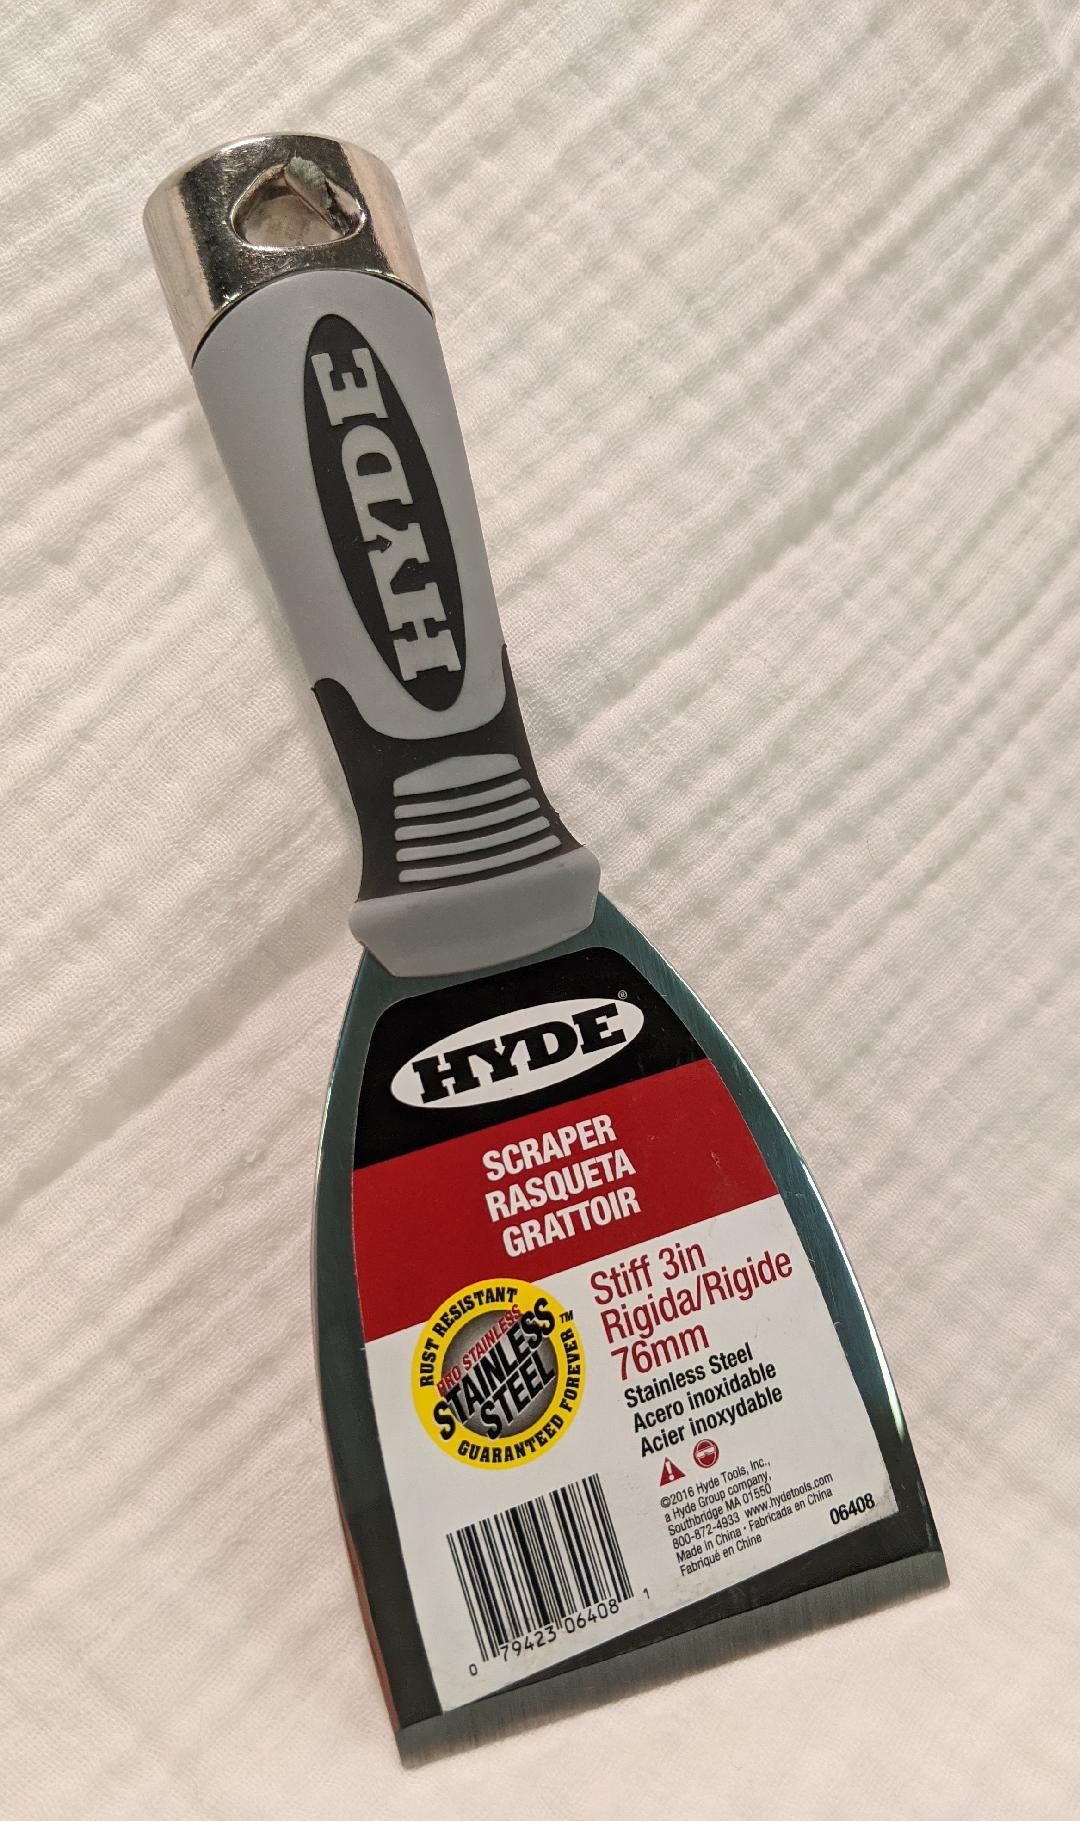 HYDE
HYDE®
SCRAPER
RASQUETA
GRATTOIR
Stiff 3in
Rigida/Rigide
76mm
Stainless Steel
Acero inoxidable
Acier inoxydable
RUST RESISTANT
PRO STAINLESS
STAINLESS
STEEL
GUARANTEED FOREVER™
©2016 Hyde Tools, Inc.,
a Hyde Group company,
Southbridge MA 01550
800-872-4933 www.hydetools.com
Made in China • Fabricada en China
Fabriqué en Chine
06408
0 79423 06408 1